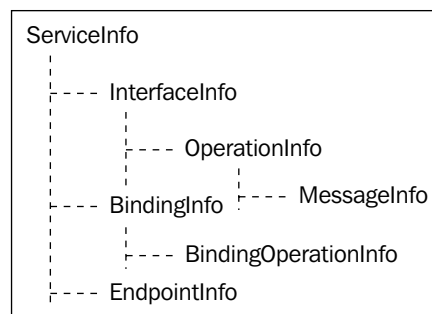 ServiceInfo
InterfaceInfo
OperationInfo
MessageInfo
BindingInfo
BindingOperationInfo
EndpointInfo